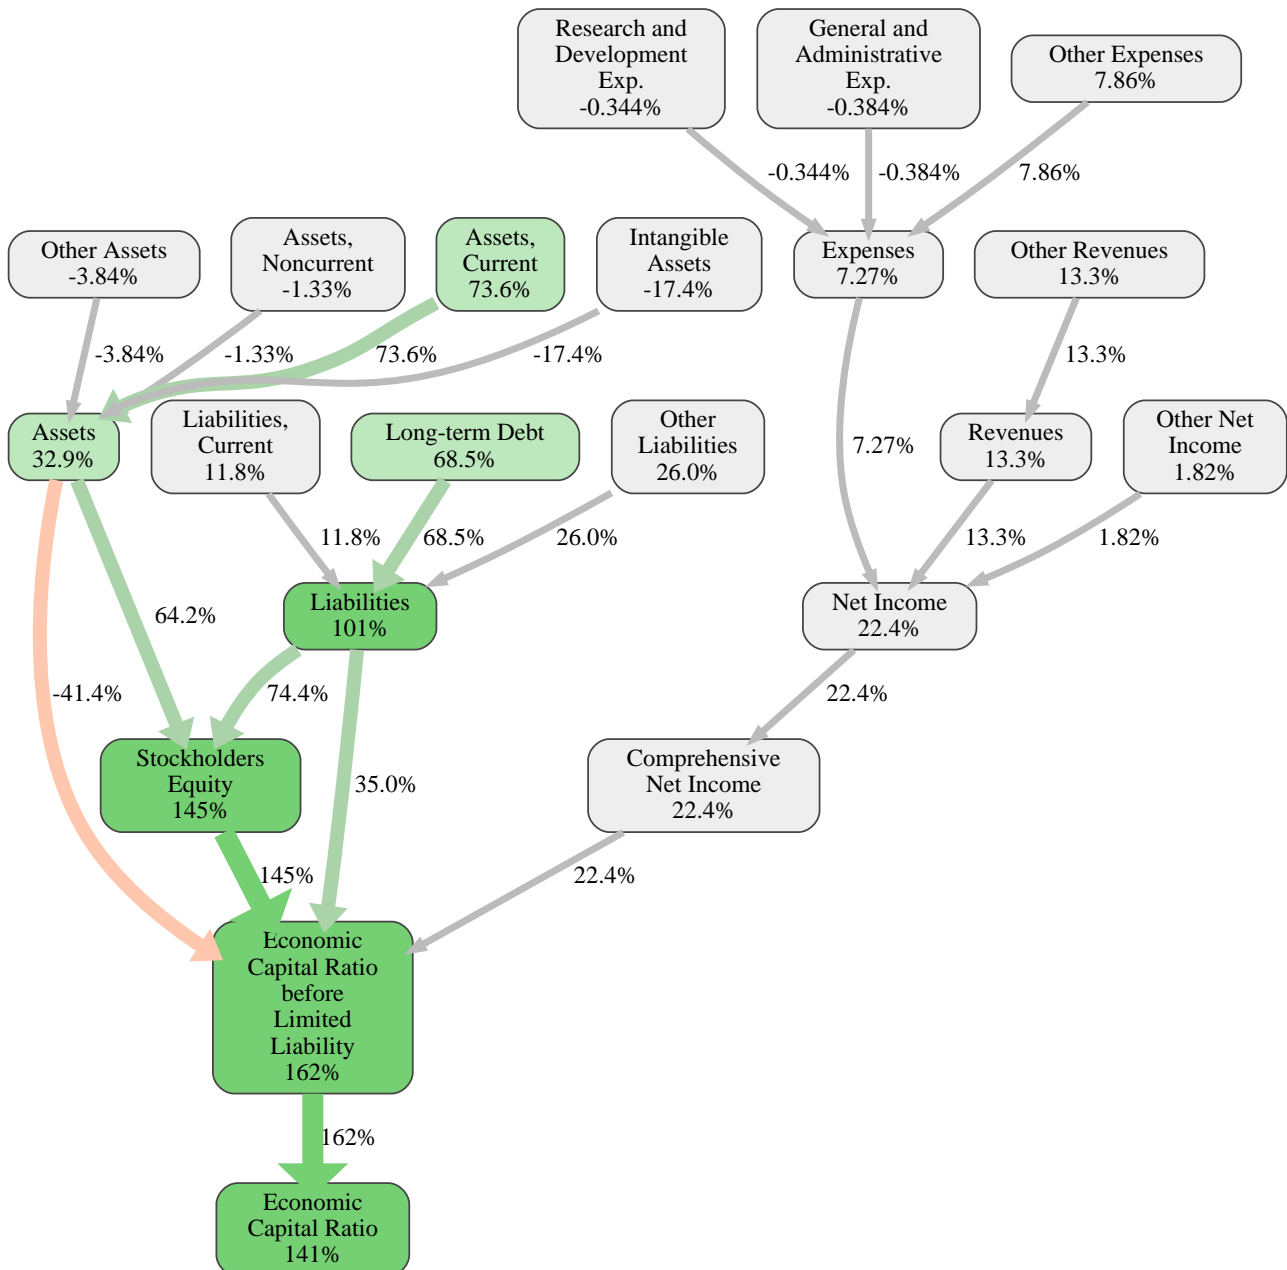 Research and
Development
Exp.
-0.344%
General and
Administrative
Exp.
-0.384%
Other Expenses
7.86%
-0.344%
-0.384%
7.86%
Other Assets
-3.84%
Assets,
Noncurrent
-1.33%
Assets,
Current
73.6%
Intangible
Assets
-17.4%
Expenses
7.27%
Other Revenues
13.3%
-3.84%
-1.33%
73.6%
-17.4%
13.3%
Assets
32.9%
Liabilities,
Current
11.8%
Long-term Debt
68.5%
Other
Liabilities
26.0%
7.27%
Revenues
13.3%
Other Net
Income
1.82%
11.8%
68.5%
26.0%
13.3%
1.82%
64.2%
Liabilities
101%
Net Income
22.4%
-41.4%
74.4%
22.4%
Stockholders
Equity
145%
35.0%
Comprehensive
Net Income
22.4%
145%
22.4%
Economic
Capital Ratio
before
Limited
Liability
162%
162%
Economic
Capital Ratio
141%